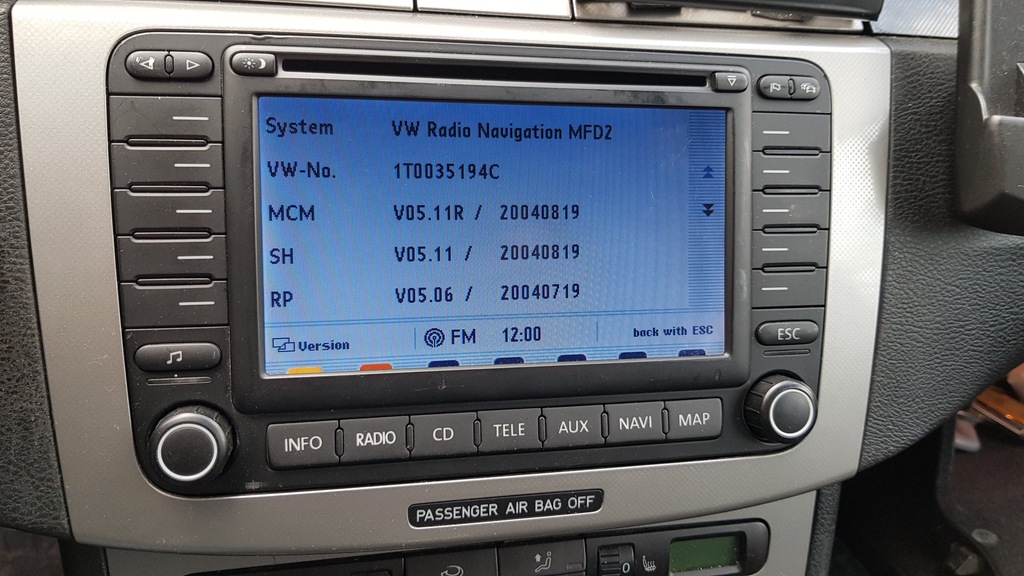 System VW Radio Navigation MFD2
VW-No. 1T0035194C
MCM V05.11R / 20040819
SH V05.11 / 20040819
RP V05.06 / 20040719
Version FM 12:00 back with ESC
ESC
INFO RADIO CD TELE AUX NAVI MAP
PASSENGER AIR BAG OFF
0